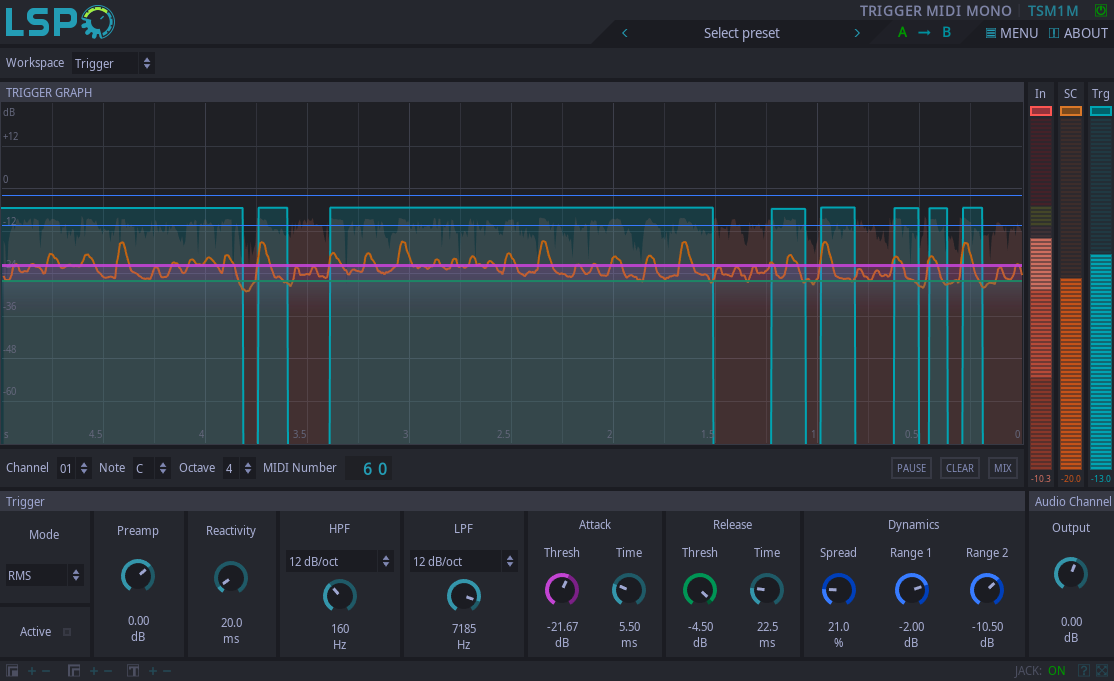 LSP
TRIGGER MIDI MONO TSM1M
Select preset A → B MENU ABOUT
Workspace Trigger
TRIGGER GRAPH In SC Trg
dB
+12
0
-12
-24
-36
-48
-60
s 4.5 4 3.5 3 2.5 2 1.5 1 0.5 0
-10.3 -20.0 -13.0
Channel 01 Note C Octave 4 MIDI Number 60 PAUSE CLEAR MIX
Trigger Audio Channel
Mode Preamp Reactivity HPF LPF Attack Release Dynamics Output
Thresh Time Thresh Time Spread Range 1 Range 2
RMS 12 dB/oct 12 dB/oct
0.00 20.0 160 7185 -21.67 5.50 -4.50 22.5 21.0 -2.00 -10.50 0.00
dB ms Hz Hz dB ms dB ms % dB dB dB
Active
+ − + − T + − JACK: ON ?